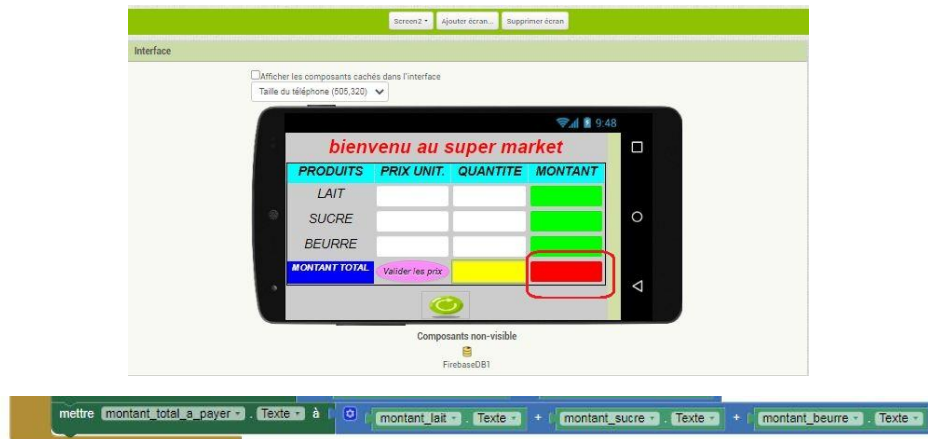 Screen2 Ajouter écran... Supprimer écran
Interface
Afficher les composants cachés dans l'interface
Taille du téléphone (505,320)
9:48
bienvenu au super market
PRODUITS PRIX UNIT. QUANTITE MONTANT
LAIT
SUCRE
BEURRE
MONTANT TOTAL Valider les prix
Composants non-visible
FirebaseDB1
mettre montant_total_a_payer . Texte à montant_lait . Texte + montant_sucre . Texte + montant_beurre . Texte